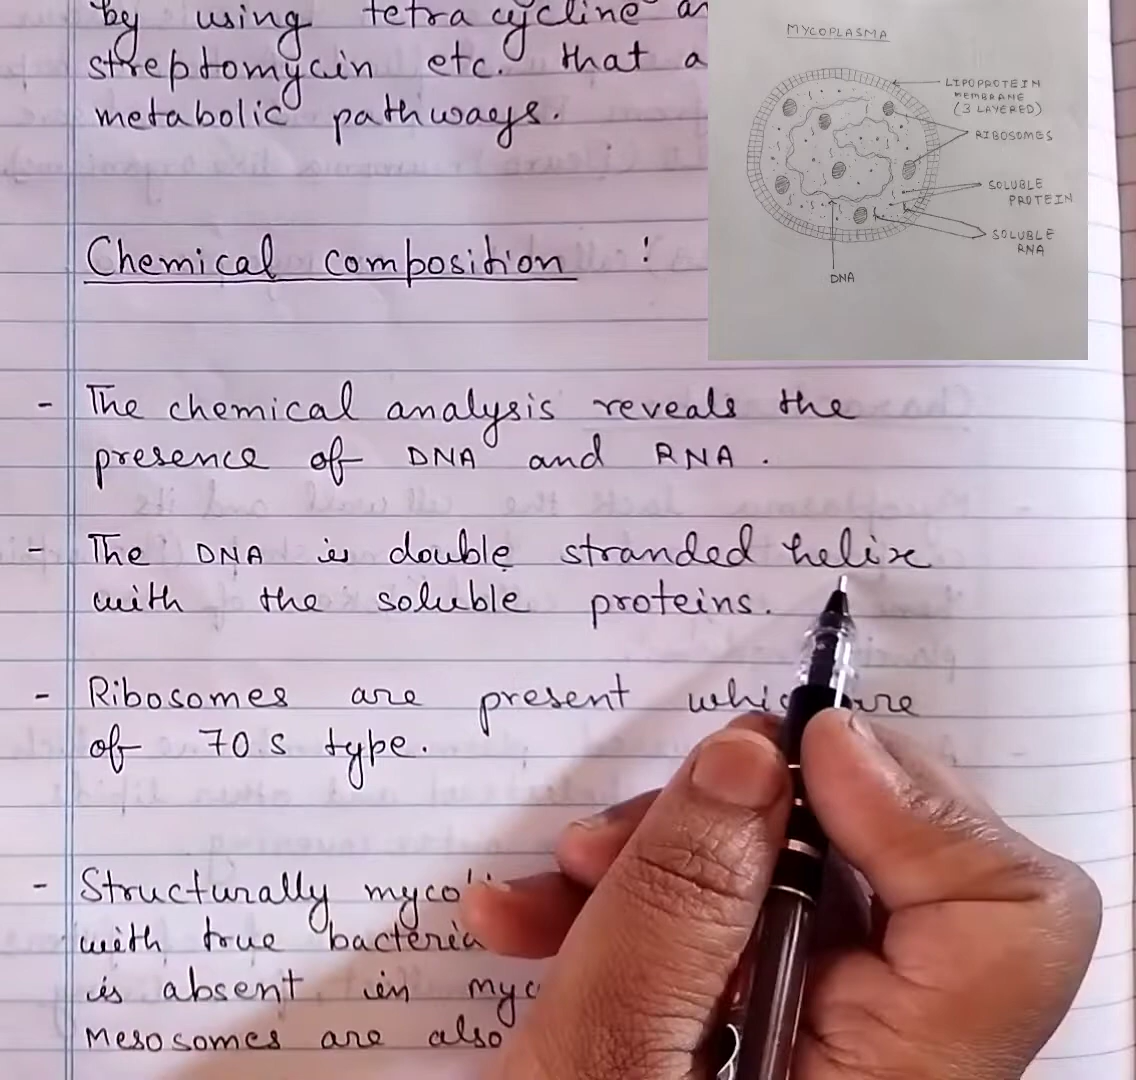 by using tetracycline
streptomycin etc. that a
metabolic pathways.
MYCOPLASMA
LIPOPROTEIN
MEMBRANE
(3 LAYERED)
RIBOSOMES
SOLUBLE
PROTEIN
SOLUBLE
RNA
DNA
Chemical composition :
- The chemical analysis reveals the
presence of DNA and RNA.
- The DNA is double stranded helix
with the soluble proteins.
- Ribosomes are present which are
of 70 s type.
- Structurally
with true bacteria
is absent in
Mesosomes are also